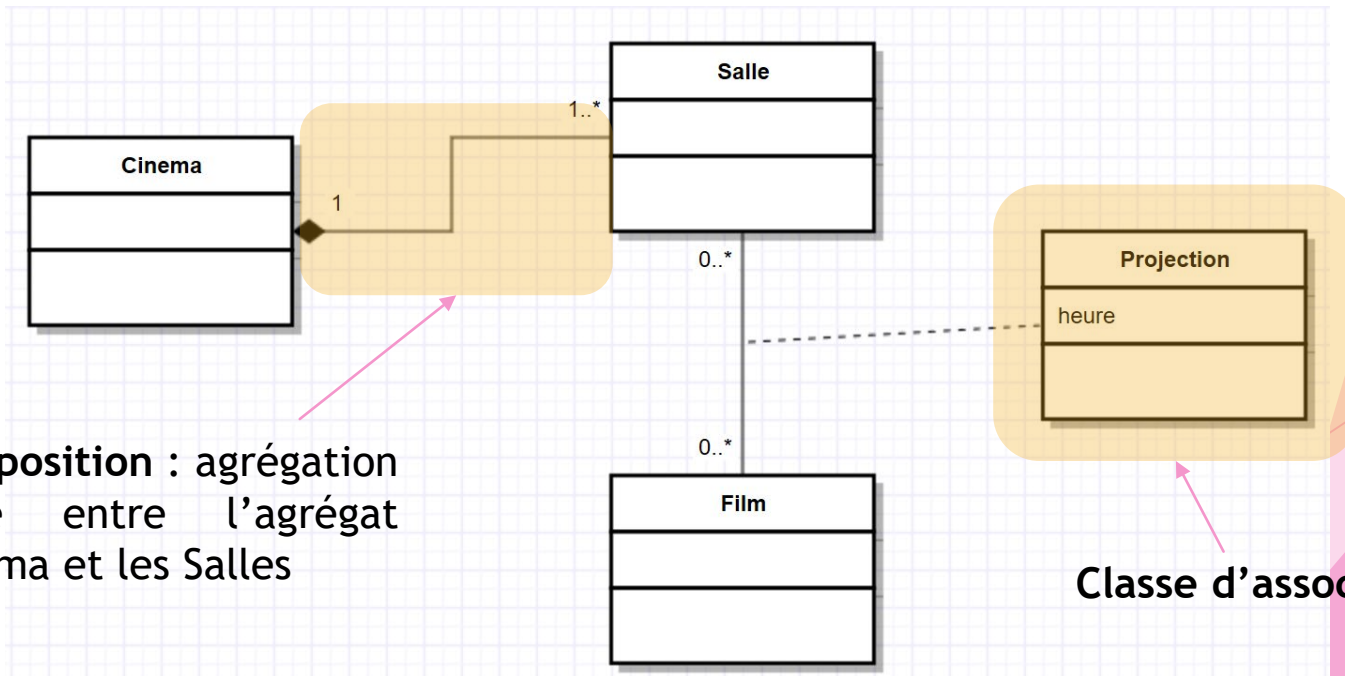 Salle
1..*
Cinema
1
0..*
Projection
heure
0..*
Film
position : agrégation
entre l’agrégat
ma et les Salles
Classe d’assoc